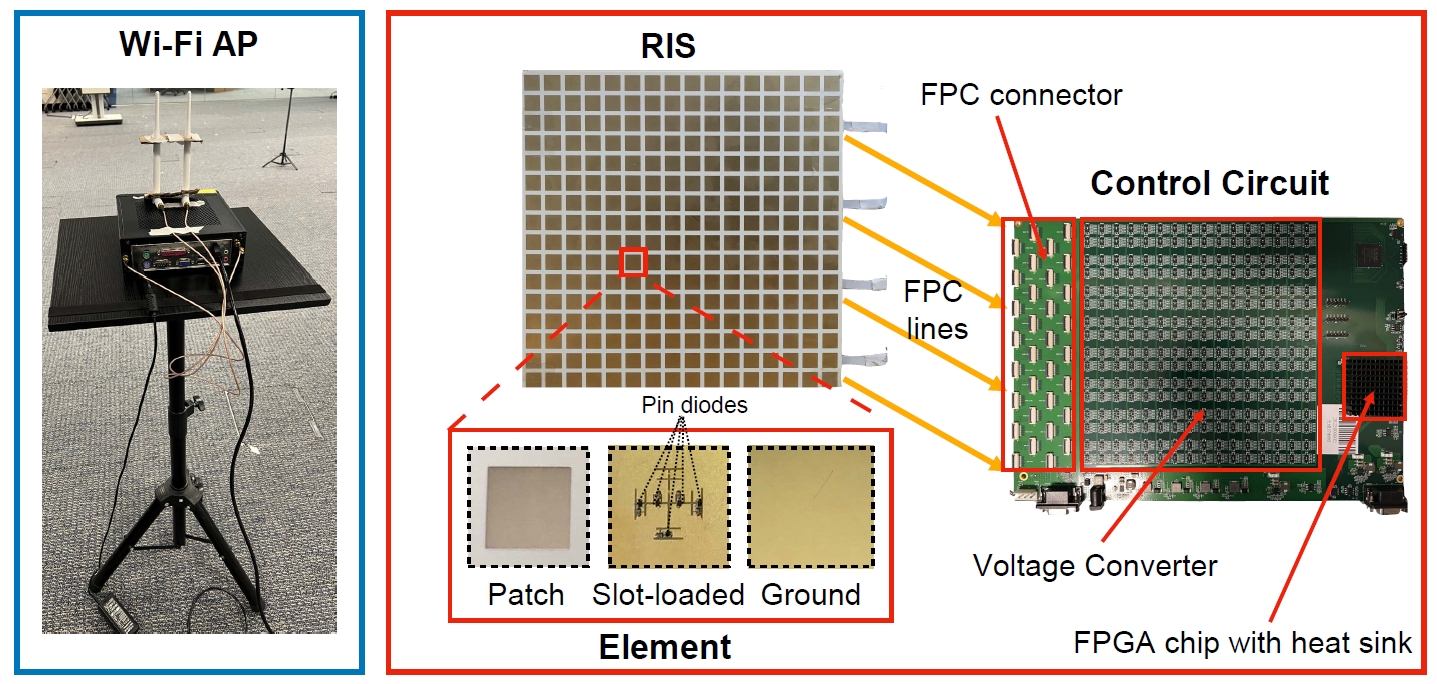 Wi-Fi AP
RIS
FPC connector
Control Circuit
FPC
lines
Pin diodes
Patch
Slot-loaded
Ground
Element
Voltage Converter
FPGA chip with heat sink